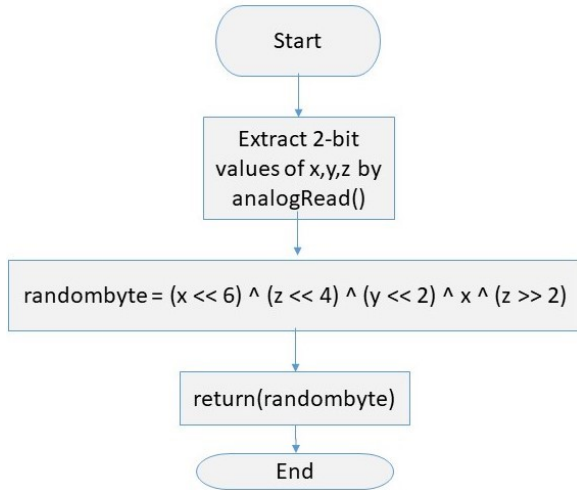 Start
Extract 2-bit
values of x,y,z by
analogRead()
randombyte = (x << 6) ^ (z << 4) ^ (y << 2) ^ x ^ (z >> 2)
return(randombyte)
End